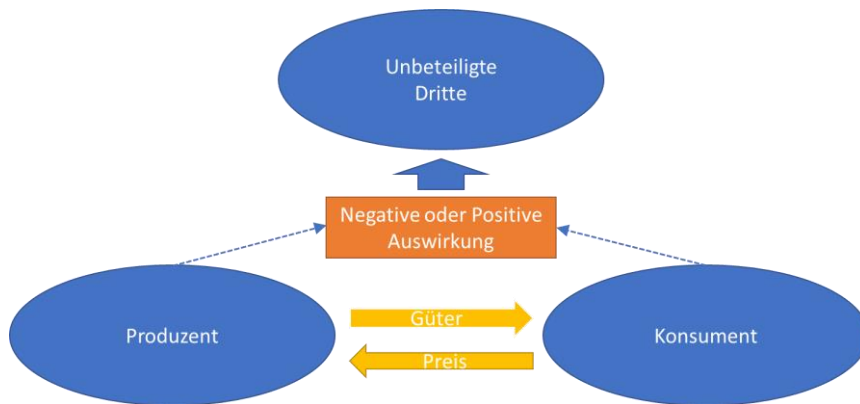 Unbeteiligte
Dritte
Negative oder Positive
Auswirkung
Produzent
Güter
Preis
Konsument